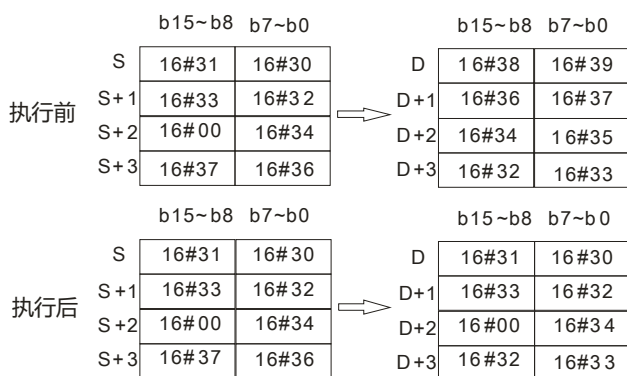 b15~b8 b7~b0 b15~b8 b7~b0
S 16#31 16#30 D 16#38 16#39
S+1 16#33 16#32 D+1 16#36 16#37
执行前
S+2 16#00 16#34 D+2 16#34 16#35
S+3 16#37 16#36 D+3 16#32 16#33
b15~b8 b7~b0 b15~b8 b7~b0
S 16#31 16#30 D 16#31 16#30
S+1 16#33 16#32 D+1 16#33 16#32
执行后
S+2 16#00 16#34 D+2 16#00 16#34
S+3 16#37 16#36 D+3 16#32 16#33